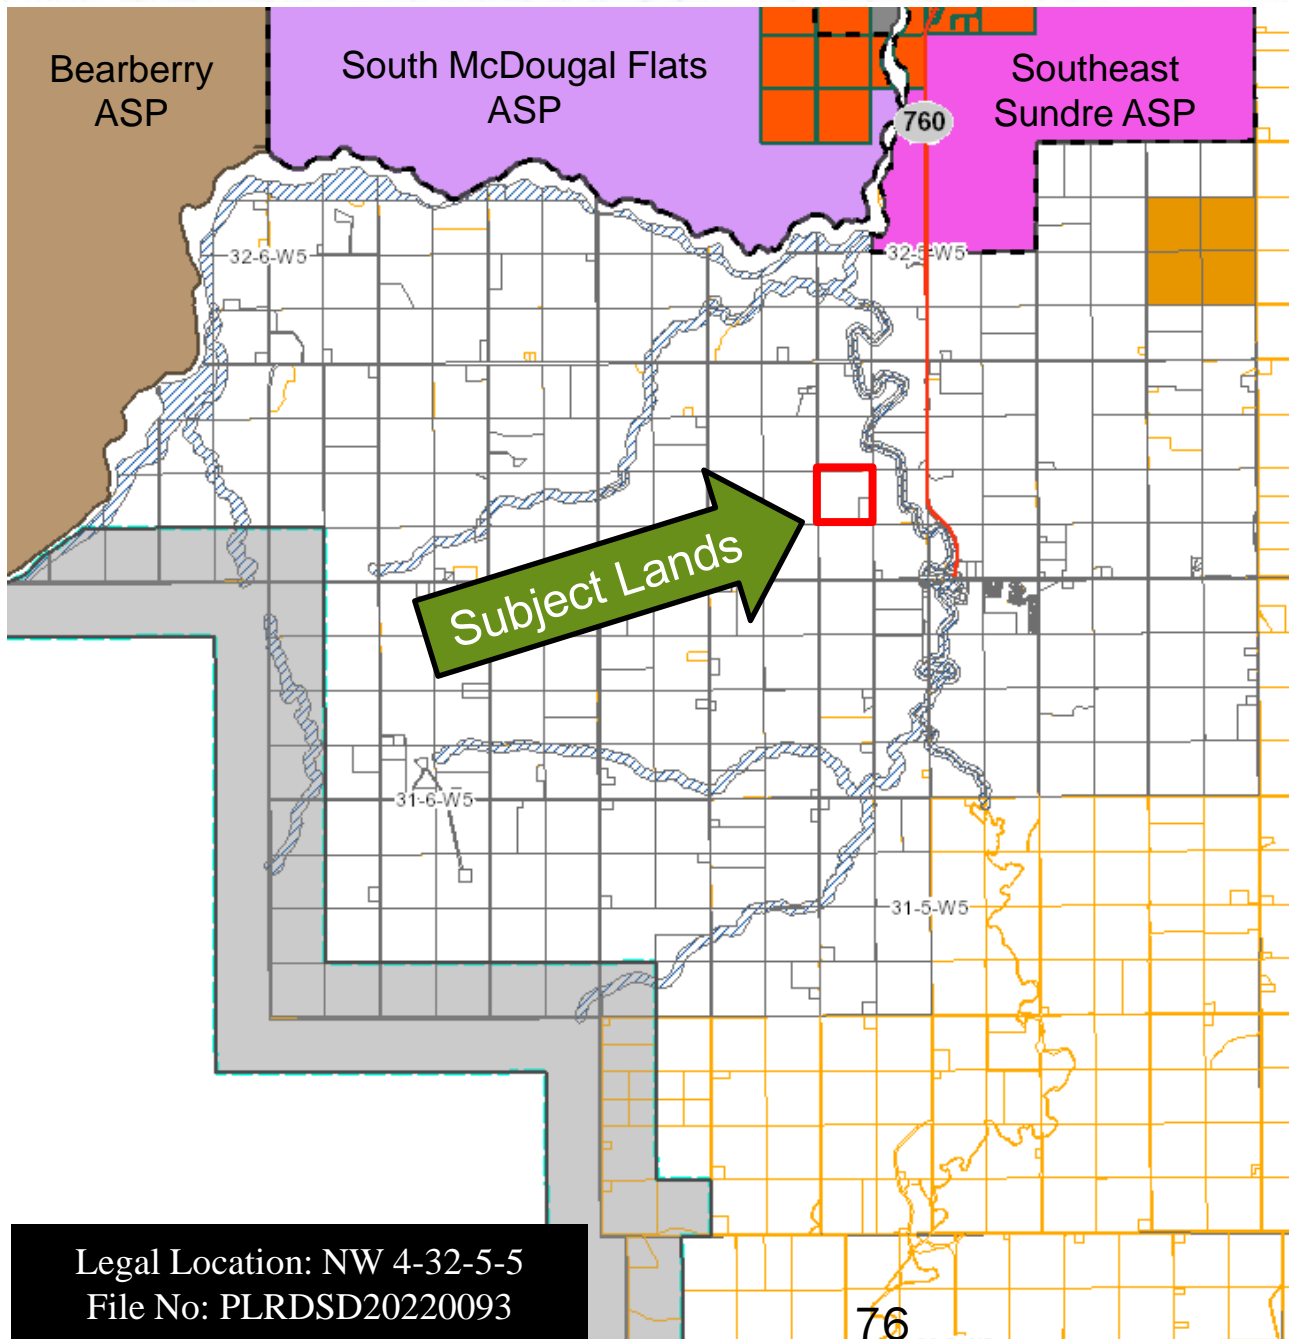 Bearberry
ASP
South McDougal Flats
ASP
Southeast
Sundre ASP
760
32-6-W5
32-5-W5
Subject Lands
31-6-W5
31-5-W5
Legal Location: NW 4-32-5-5
File No: PLRDSD20220093
76